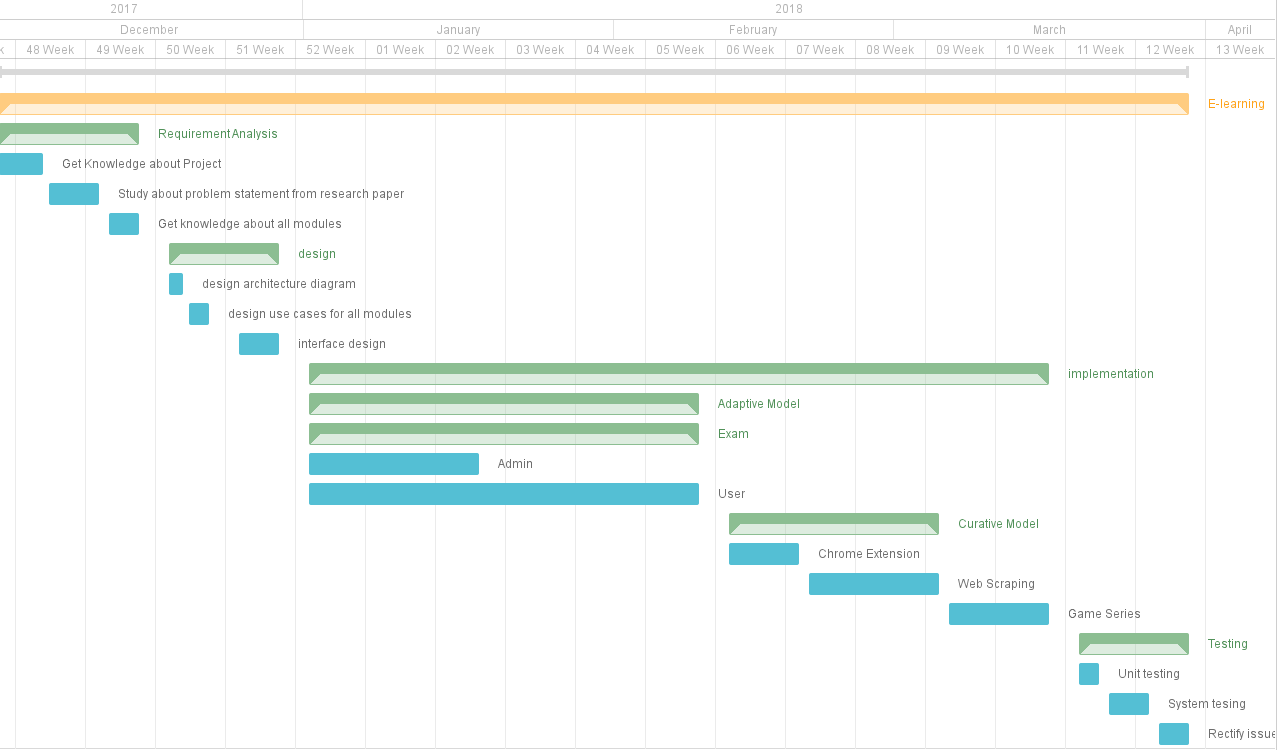 2017 2018
December January February March April
48 Week 49 Week 50 Week 51 Week 52 Week 01 Week 02 Week 03 Week 04 Week 05 Week 06 Week 07 Week 08 Week 09 Week 10 Week 11 Week 12 Week 13 Week
E-learning
RequirementAnalysis
Get Knowledge about Project
Study about problem statement from research paper
Get knowledge about all modules
design
design architecture diagram
design use cases for all modules
interface design
implementation
Adaptive Model
Exam
Admin
User
Curative Model
Chrome Extension
Web Scraping
Game Series
Testing
Unit testing
System tesing
Rectify issue